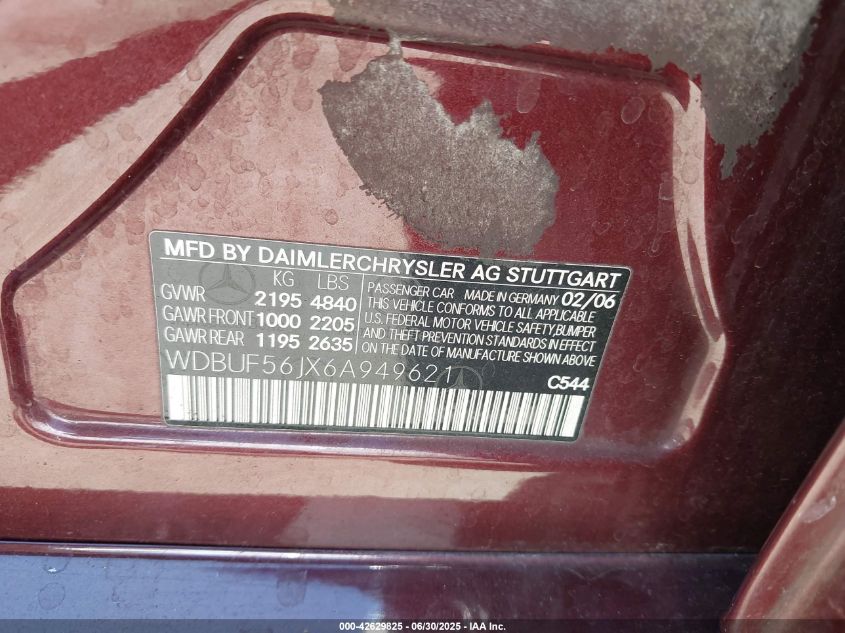 MFD BY DAIMLERCHRYSLER AG STUTTGART
KG LBS
GVWR 2195 4840
GAWR FRONT 1000 2205
GAWR REAR 1195 2635
PASSENGER CAR MADE IN GERMANY 02/06
THIS VEHICLE CONFORMS TO ALL APPLICABLE
U.S. FEDERAL MOTOR VEHICLE SAFETY, BUMPER
AND THEFT PREVENTION STANDARDS IN EFFECT
ON THE DATE OF MANUFACTURE SHOWN ABOVE
WDBUF56JX6A949621
C544
000-42629825 - 06/30/2025 - IAA Inc.